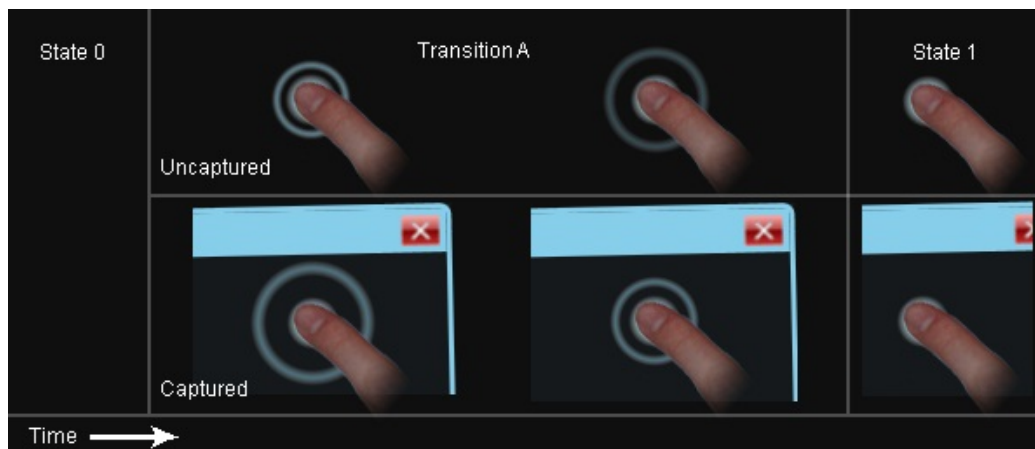 State 0
Transition A
State 1
Uncaptured
Captured
Time